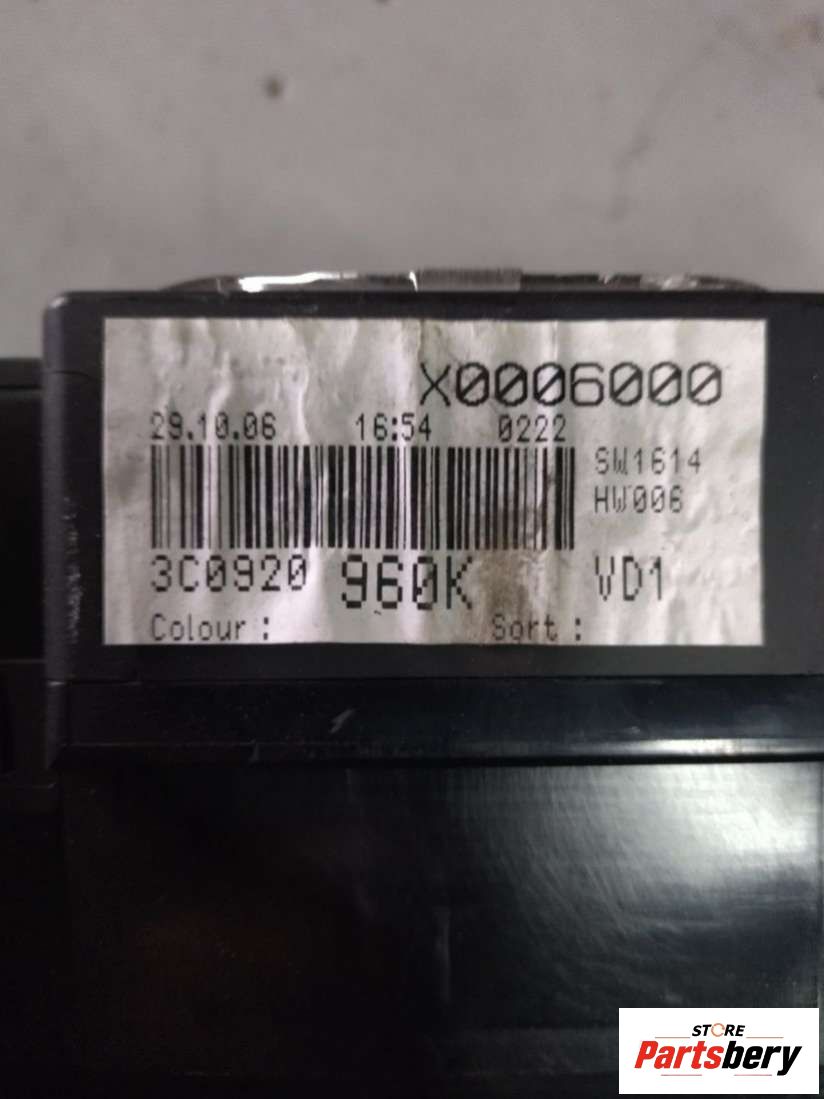 X0006000
29.10.06 16:54 0222
SW1614
HW006
3C0920 960K VD1
Colour : Sort :
STORE
Partsbery